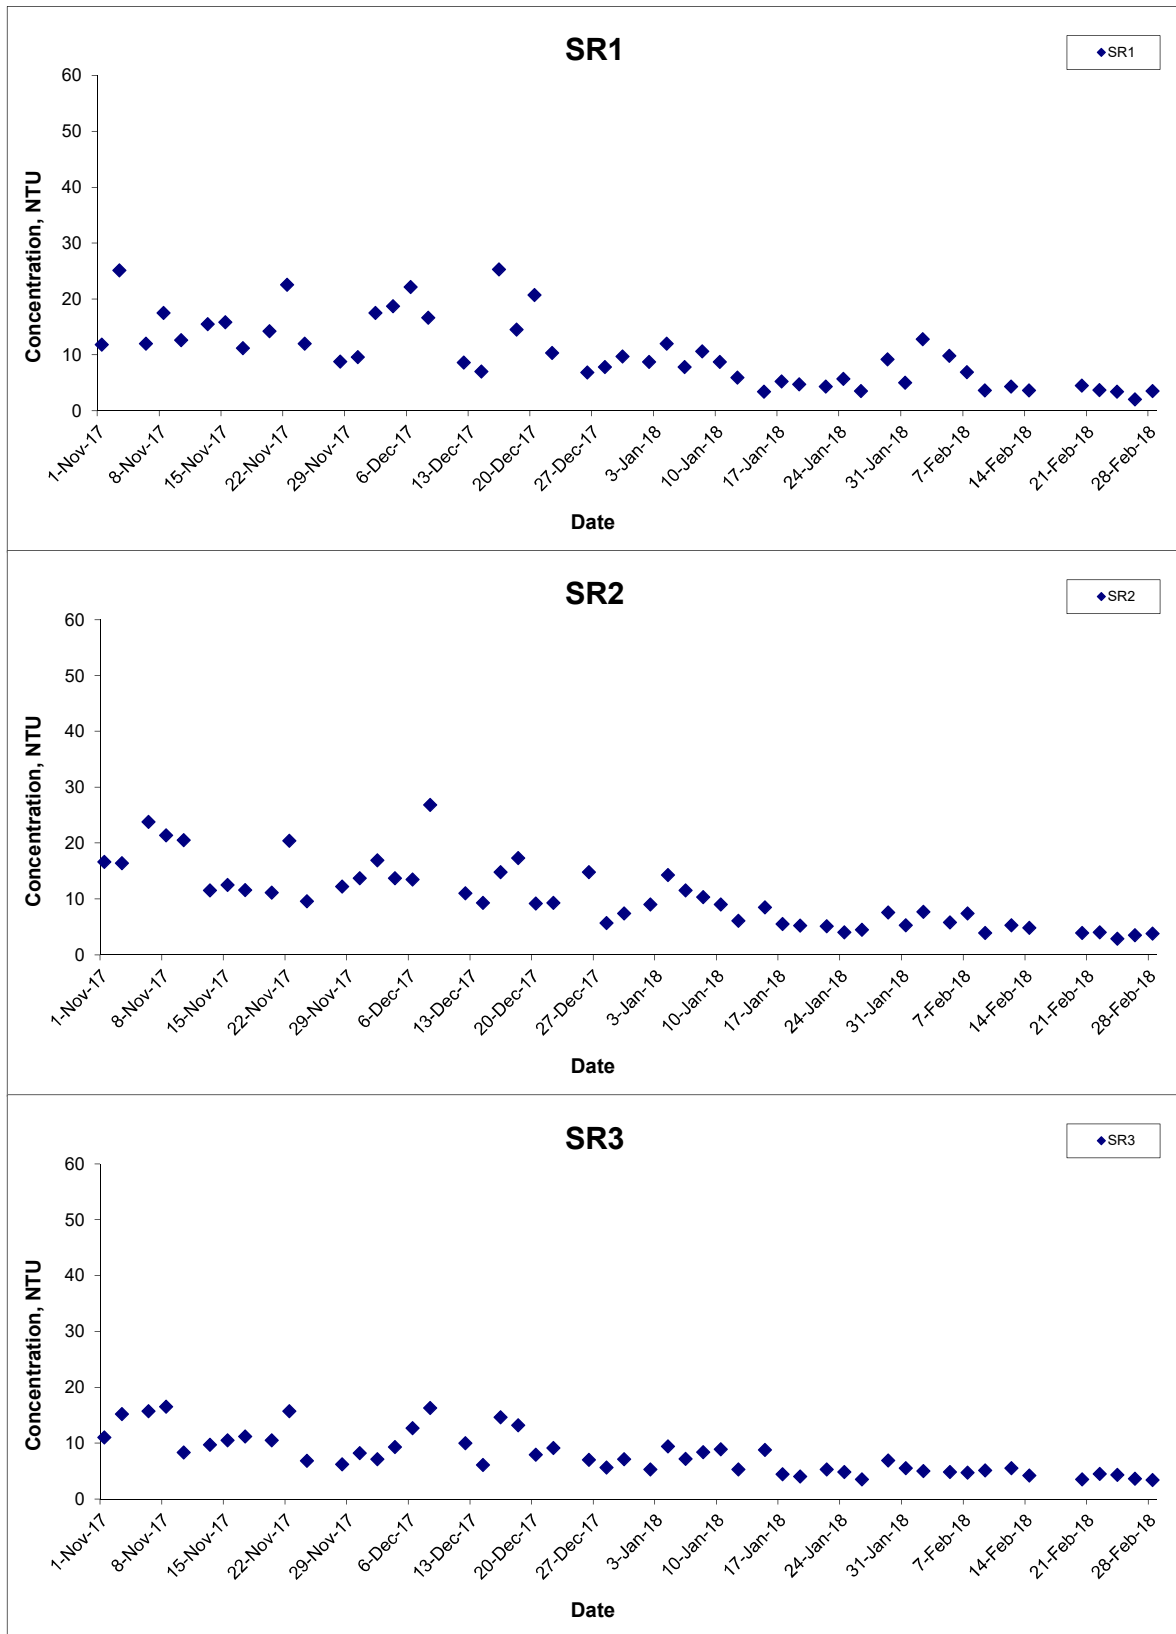 SR1
SR1
Concentration, NTU
60
50
40
30
20
10
0
1-Nov-17
8-Nov-17
15-Nov-17
22-Nov-17
29-Nov-17
6-Dec-17
13-Dec-17
20-Dec-17
27-Dec-17
3-Jan-18
10-Jan-18
17-Jan-18
24-Jan-18
31-Jan-18
7-Feb-18
14-Feb-18
21-Feb-18
28-Feb-18
Date
SR2
SR2
Concentration, NTU
60
50
40
30
20
10
0
1-Nov-17
8-Nov-17
15-Nov-17
22-Nov-17
29-Nov-17
6-Dec-17
13-Dec-17
20-Dec-17
27-Dec-17
3-Jan-18
10-Jan-18
17-Jan-18
24-Jan-18
31-Jan-18
7-Feb-18
14-Feb-18
21-Feb-18
28-Feb-18
Date
SR3
SR3
Concentration, NTU
60
50
40
30
20
10
0
1-Nov-17
8-Nov-17
15-Nov-17
22-Nov-17
29-Nov-17
6-Dec-17
13-Dec-17
20-Dec-17
27-Dec-17
3-Jan-18
10-Jan-18
17-Jan-18
24-Jan-18
31-Jan-18
7-Feb-18
14-Feb-18
21-Feb-18
28-Feb-18
Date